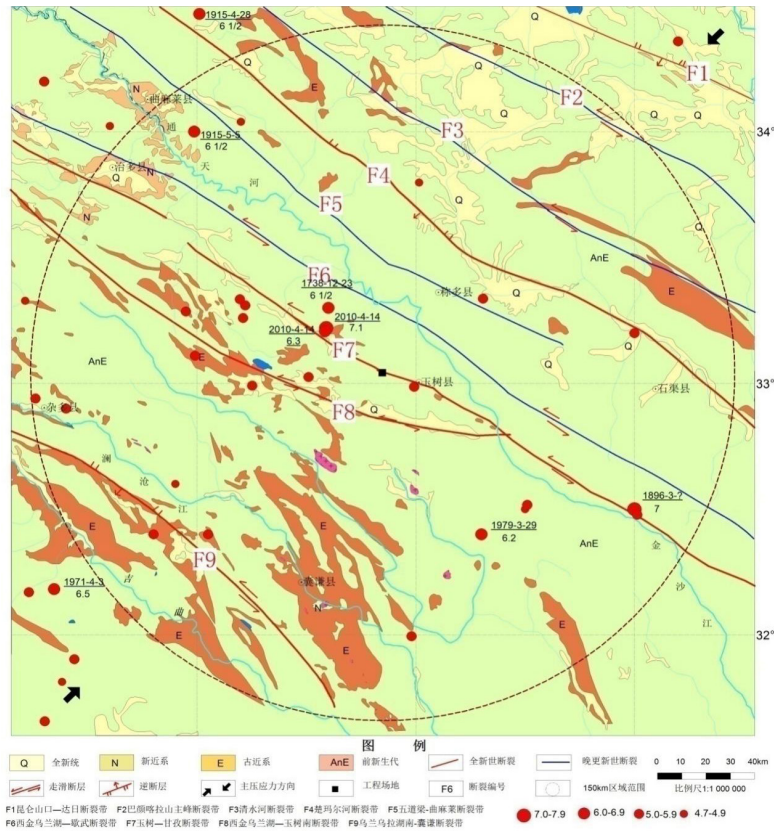 1915-4-28
6 1/2
Q
F1
Q
Q
N
E
F2
曲麻莱县
Q
Q
Q
F3
34°
通
1915-5-5
6 1/2
天
治多县
N
Q
F4
河
Q
F5
N
Q
AnE
F6
1738-12-23
6 1/2
称多县
Q
E
2010-4-14
7.1
2010-4-14
6.3
F7
Q
E
AnE
Q
33°
玉树县
石渠县
杂多县
F8
Q
澜
沧
江
1896-3-?
7
E
E
1979-3-29
6.2
AnE
金
F9
沙
1971-4-3
6.5
吉
囊谦县
江
曲
N
E
E
E
32°
图 例
Q 全新统
N 新近系
E 古近系
AnE 前新生代
全新世断裂
晚更新世断裂
0 10 20 30 40km
比例尺1:1 000 000
走滑断层
逆断层
主压应力方向
工程场地
F6 断裂编号
150km区域范围
F1昆仑山口—达日断裂带 F2巴颜喀拉山主峰断裂带 F3清水河断裂带 F4楚玛尔河断裂带 F5五道梁-曲麻莱断裂带
7.0-7.9 6.0-6.9 5.0-5.9 4.7-4.9
F6西金乌兰湖—歇武断裂带 F7玉树—甘孜断裂带 F8西金乌兰湖—玉树南断裂带 F9乌兰乌拉湖南-囊谦断裂带